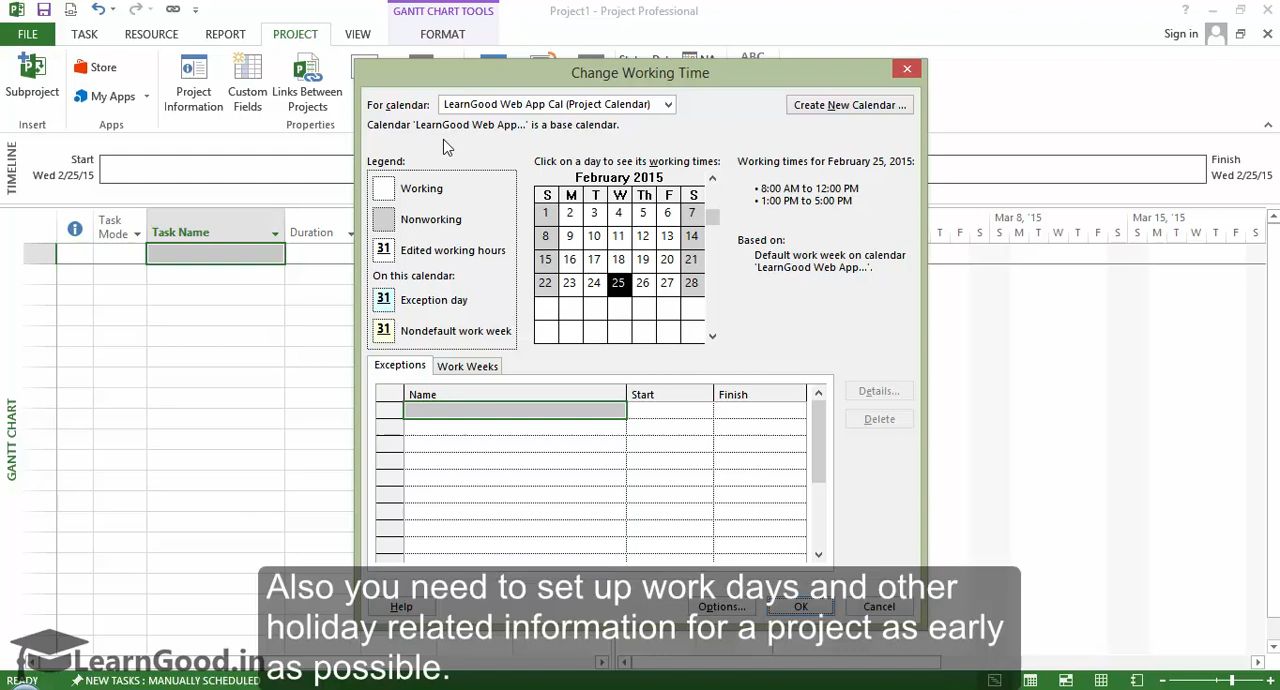 GANTT CHART TOOLS
Project1 - Project Professional
FILE
TASK
RESOURCE
REPORT
PROJECT
VIEW
FORMAT
Sign in
Subproject
Insert
Store
My Apps
Apps
Project
Information
Custom
Fields
Links Between
Projects
Properties
ABC
TIMELINE
Start
Wed 2/25/15
Finish
Wed 2/25/15
Task
Mode
Task Name
Duration
Mar 8, '15
Mar 15, '15
T F S S M T W T F S S M T W T F S
GANTT CHART
Change Working Time
For calendar: LearnGood Web App Cal (Project Calendar)
Create New Calendar ...
Calendar 'LearnGood Web App...' is a base calendar.
Legend:
Working
Nonworking
31 Edited working hours
On this calendar:
31 Exception day
31 Nondefault work week
Click on a day to see its working times:
February 2015
S M T W Th F S
1 2 3 4 5 6 7
8 9 10 11 12 13 14
15 16 17 18 19 20 21
22 23 24 25 26 27 28
Working times for February 25, 2015:
• 8:00 AM to 12:00 PM
• 1:00 PM to 5:00 PM
Based on:
Default work week on calendar
'LearnGood Web App...'.
Exceptions
Work Weeks
Name Start Finish
Details...
Delete
Help
Options...
OK
Cancel
Also you need to set up work days and other
holiday related information for a project as early
as possible.
LearnGood.in
READY
NEW TASKS : MANUALLY SCHEDULED